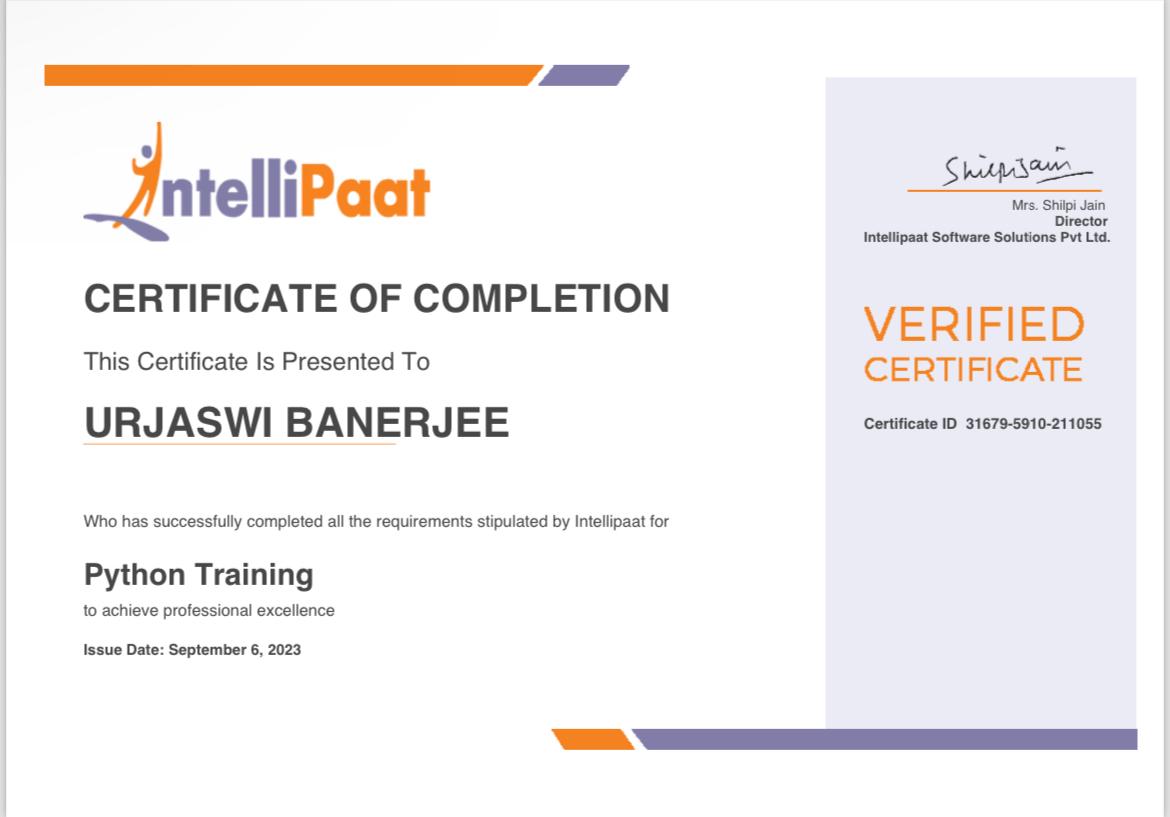 IntelliPaat
CERTIFICATE OF COMPLETION
This Certificate Is Presented To
URJASWI BANERJEE
Who has successfully completed all the requirements stipulated by Intellipaat for
Python Training
to achieve professional excellence
Issue Date: September 6, 2023
Shilpi Jain
Mrs. Shilpi Jain
Director
Intellipaat Software Solutions Pvt Ltd.
VERIFIED
CERTIFICATE
Certificate ID 31679-5910-211055